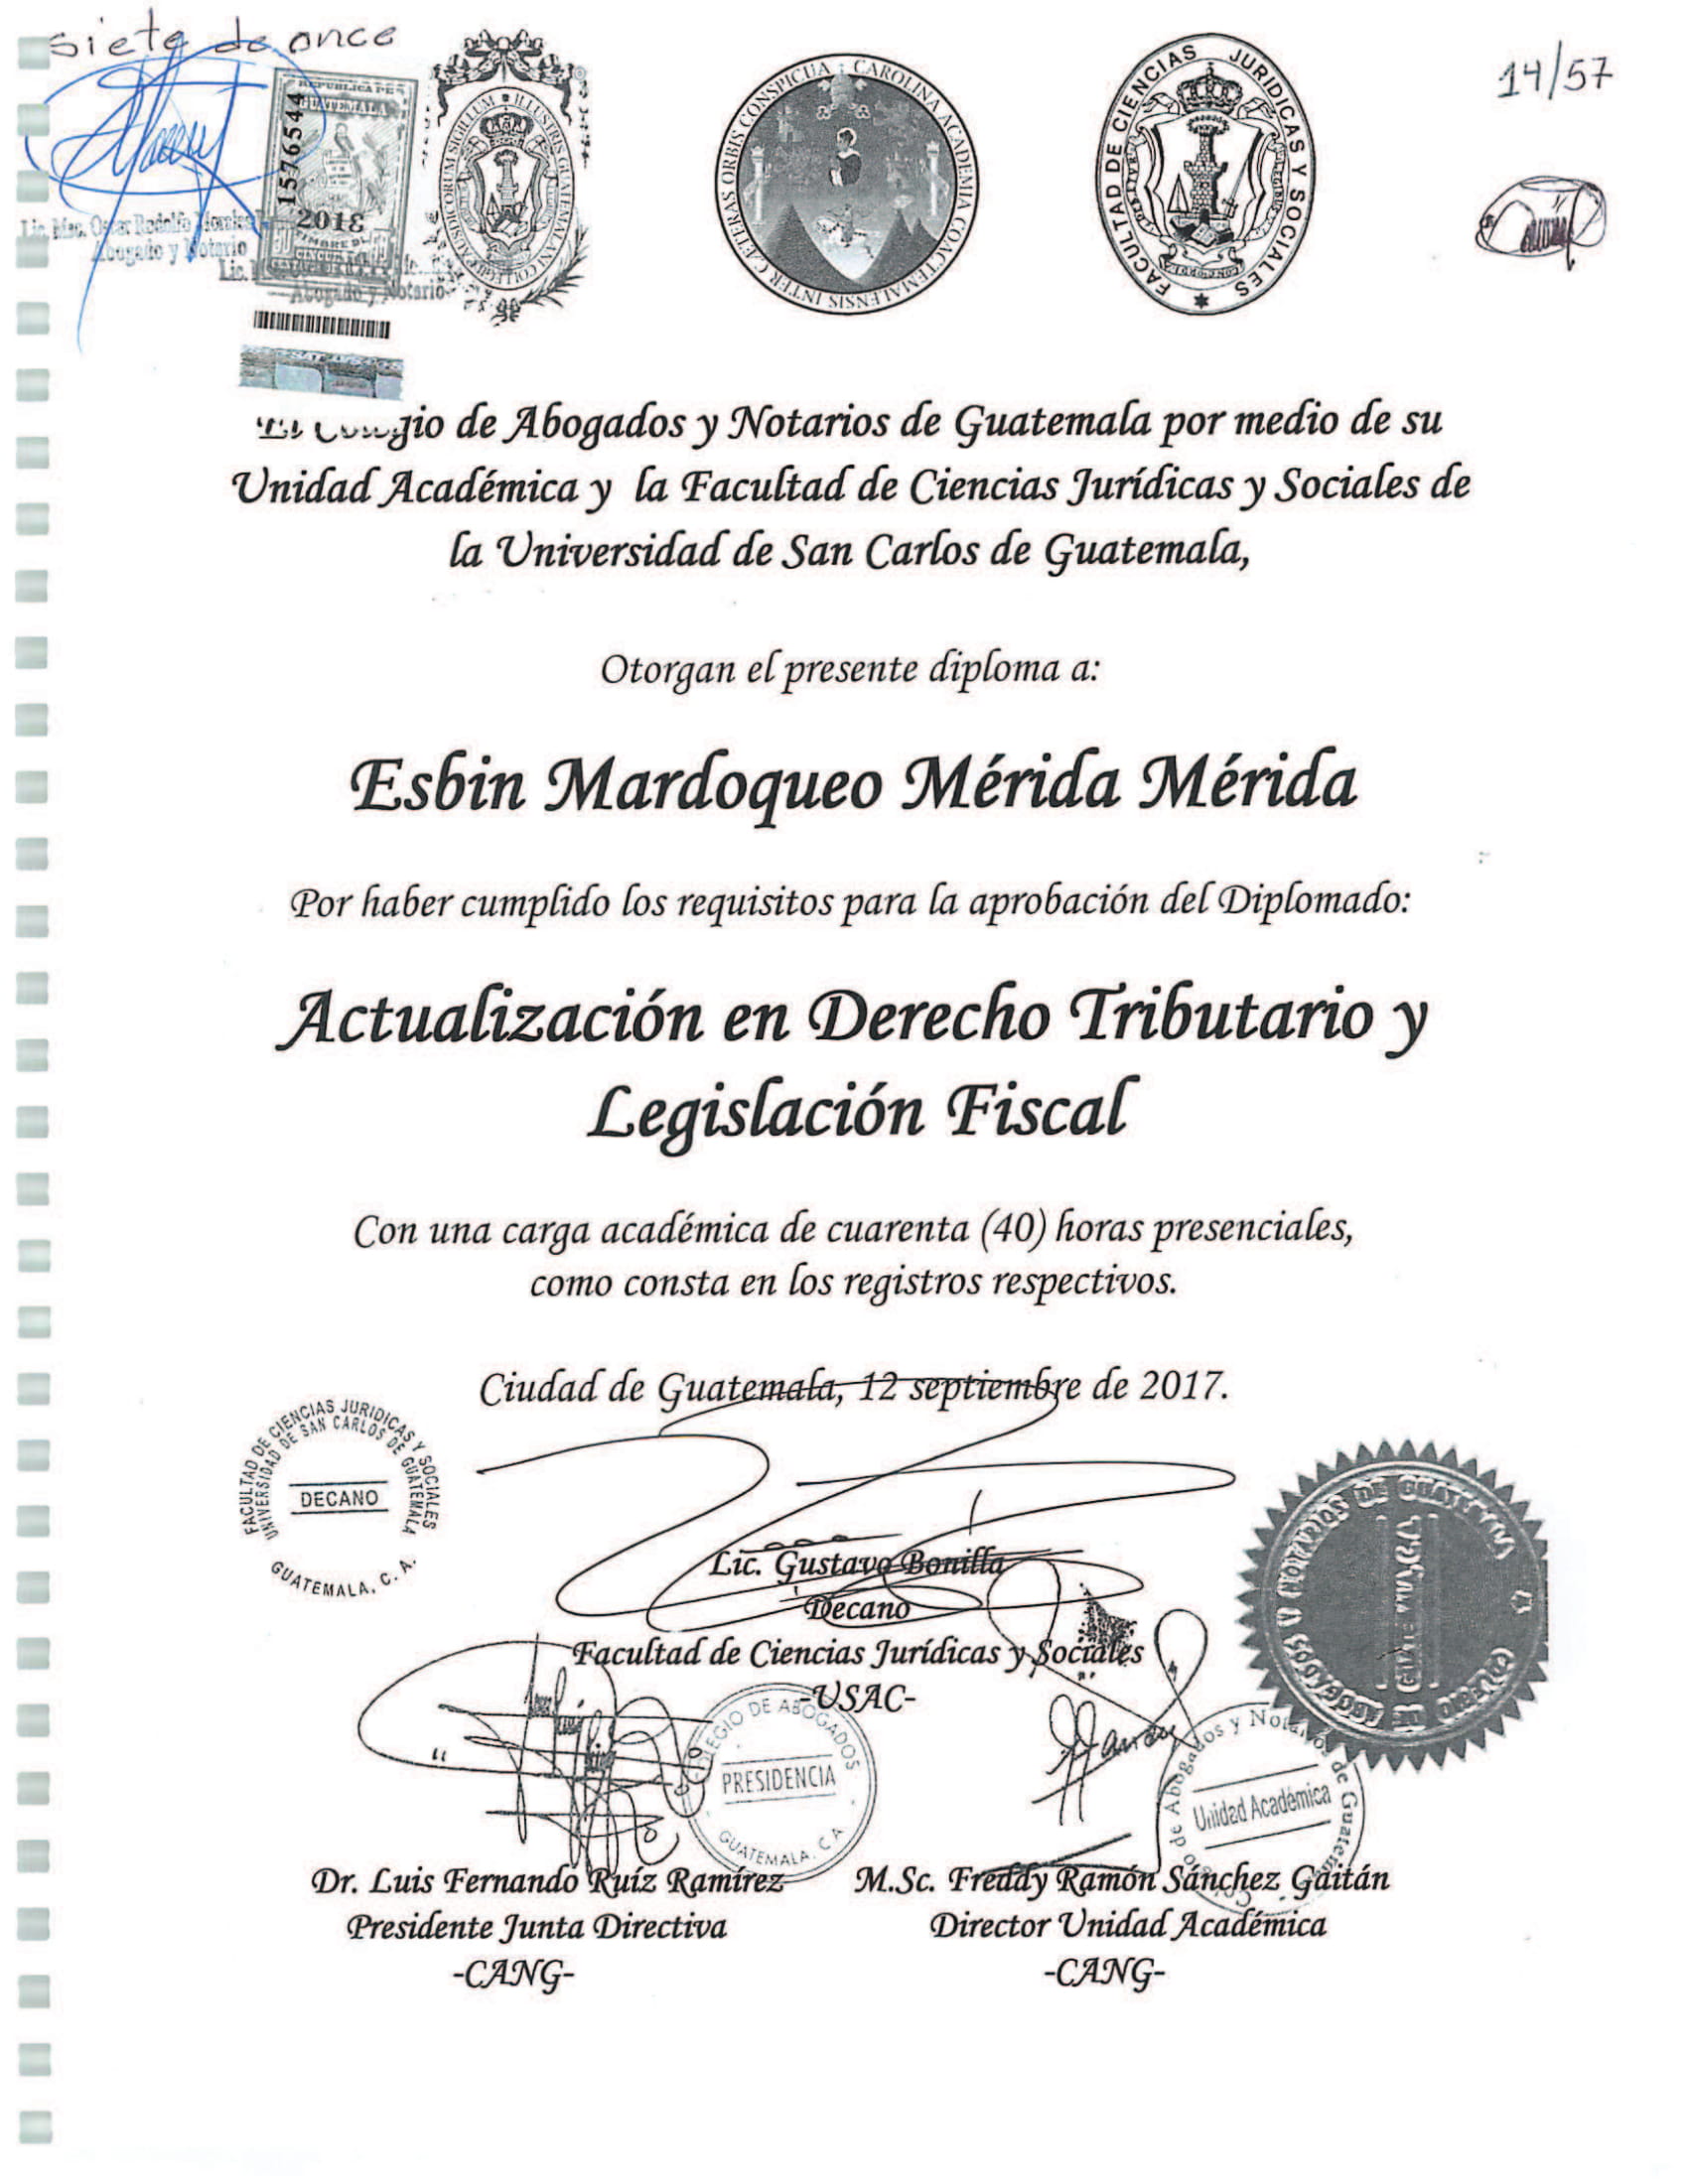 siete de once
14/57
REPUBLICA DE
GUATEMALA
1576544
2018
TIMBRE
Lic. Msc. Oscar Rodolfo Morales
Abogado y Notario
Lic.
Abogado y Notario
INTER CÆTERAS ORBIS CONSPICUA CAROLINA ACADEMIA COACTEMALENSIS
FACULTAD DE CIENCIAS JURIDICAS Y SOCIALES
gio de Abogados y Notarios de Guatemala por medio de su
Unidad Académica y la Facultad de Ciencias Jurídicas y Sociales de
la Universidad de San Carlos de Guatemala,
Otorgan el presente diploma a:
Esbin Mardoqueo Mérida Mérida
Por haber cumplido los requisitos para la aprobación del Diplomado:
Actualización en Derecho Tributario y
Legislación Fiscal
Con una carga académica de cuarenta (40) horas presenciales,
como consta en los registros respectivos.
Ciudad de Guatemala, 12 septiembre de 2017.
FACULTAD DE CIENCIAS JURIDICAS Y SOCIALES
UNIVERSIDAD DE SAN CARLOS DE GUATEMALA
DECANO
GUATEMALA, C. A.
Lic. Gustavo Bonilla
Decano
Facultad de Ciencias Jurídicas y Sociales
-USAC-
COLEGIO DE ABOGADOS
PRESIDENCIA
GUATEMALA, C.A.
COLEGIO DE ABOGADOS Y NOTARIOS DE GUATEMALA
de Abogados y Notarios de Guatem
Unidad Académica
Dr. Luis Fernando Ruíz Ramírez
Presidente Junta Directiva
-CANG-
M.Sc. Freddy Ramón Sánchez Gaitán
Director Unidad Académica
-CANG-